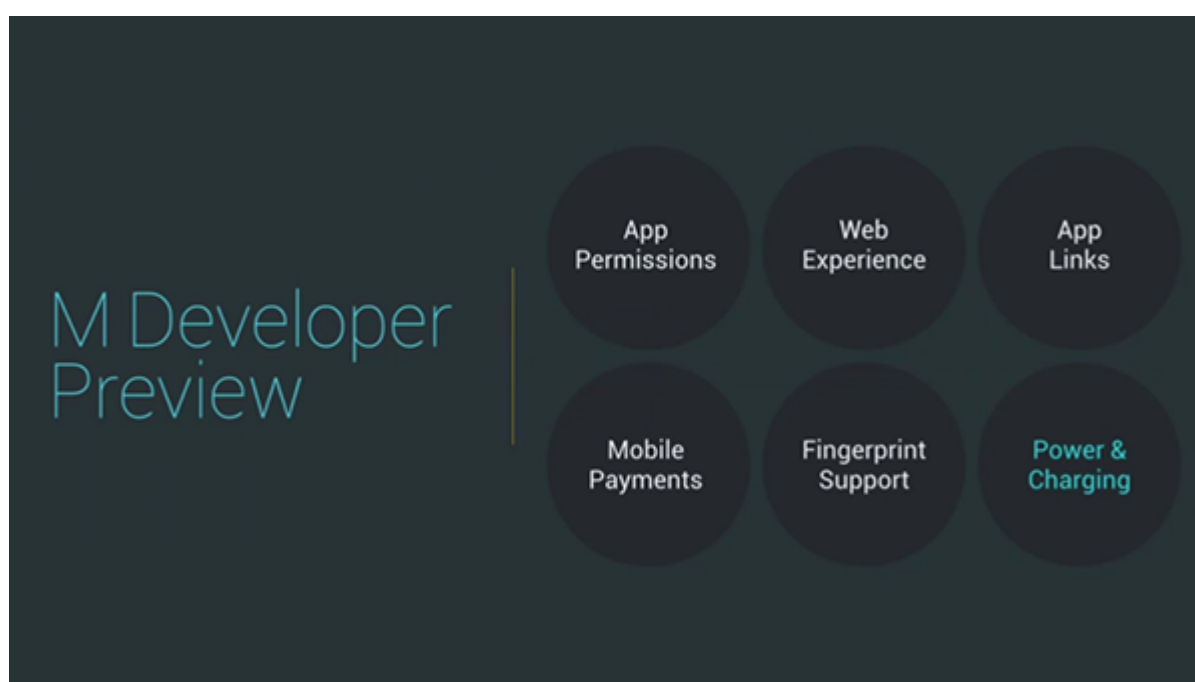 M Developer
Preview
App
Permissions
Web
Experience
App
Links
Mobile
Payments
Fingerprint
Support
Power &
Charging